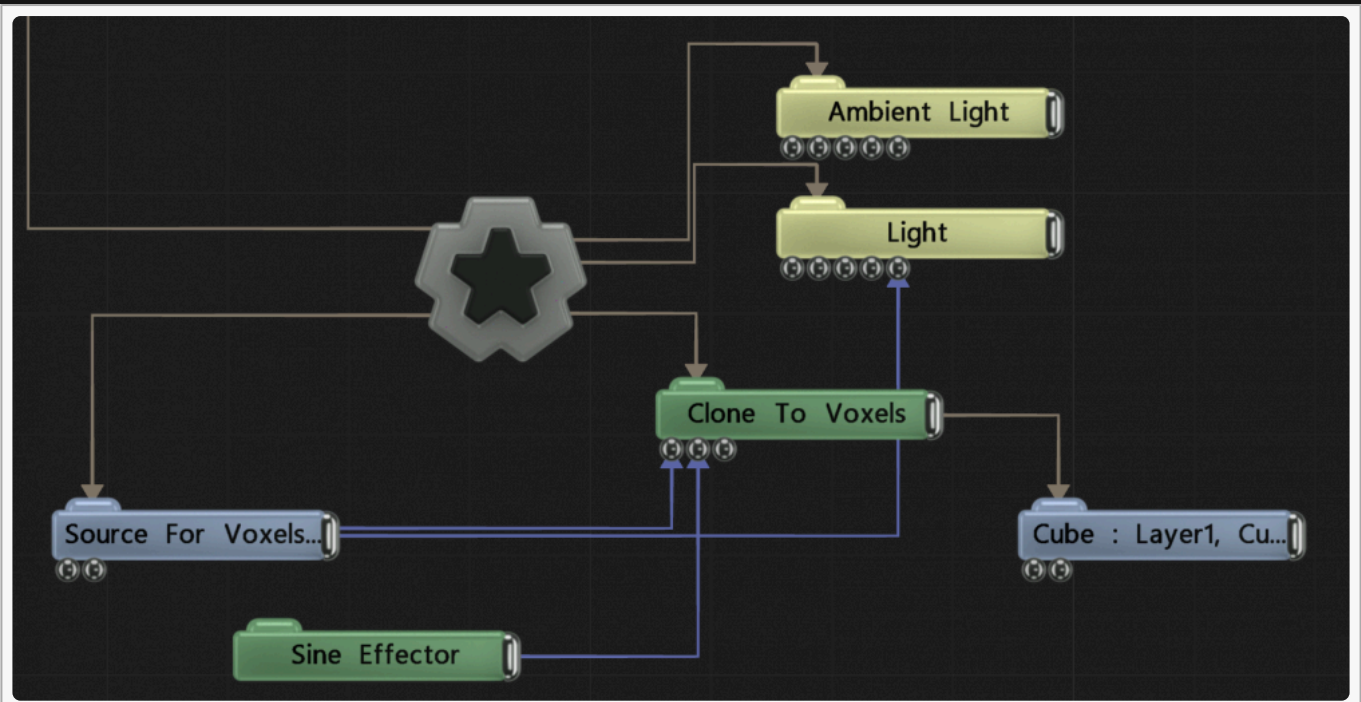 Ambient Light
Light
Clone To Voxels
Source For Voxels...
Cube : Layer1, Cu...
Sine Effector